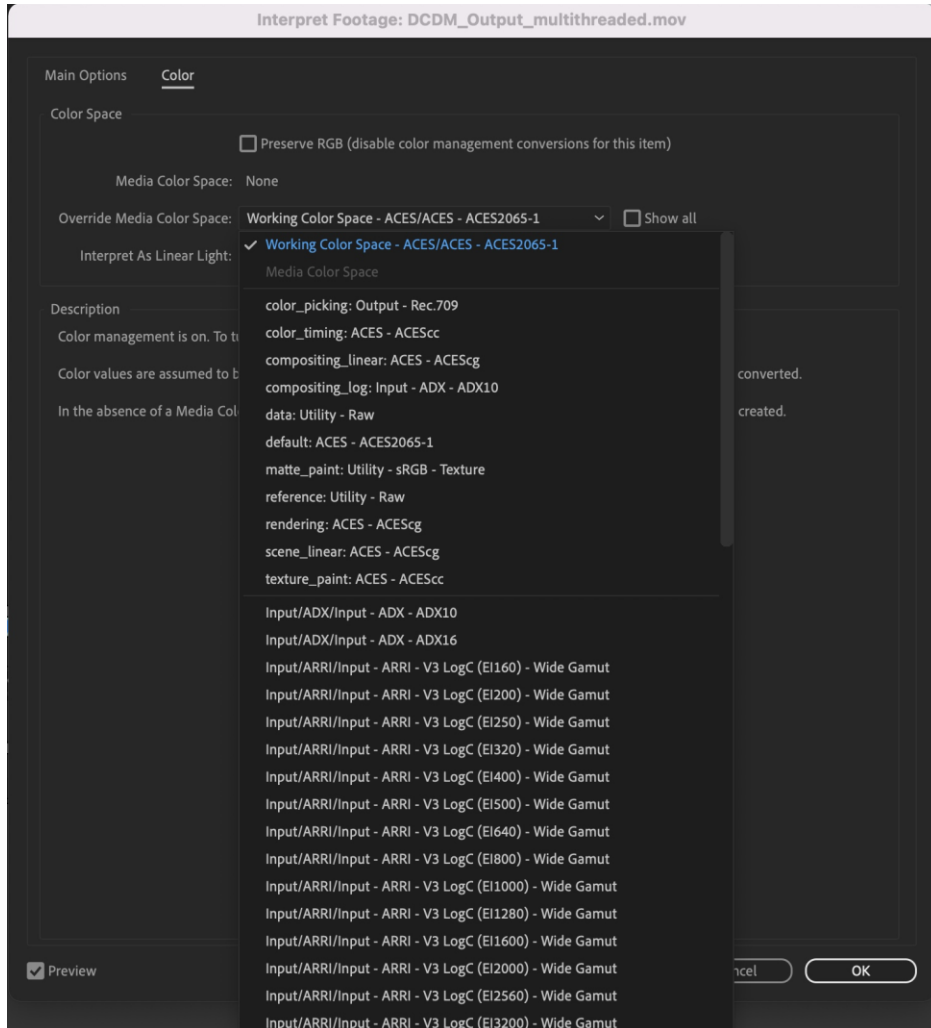 Interpret Footage: DCDM_Output_multithreaded.mov
Main Options Color
Color Space
Preserve RGB (disable color management conversions for this item)
Media Color Space: None
Override Media Color Space: Working Color Space - ACES/ACES - ACES2065-1 Show all
Working Color Space - ACES/ACES - ACES2065-1
Interpret As Linear Light:
Media Color Space
Description
color_picking: Output - Rec.709
Color management is on. To t
color_timing: ACES - ACEScc
compositing_linear: ACES - ACEScg
Color values are assumed to b converted.
compositing_log: Input - ADX - ADX10
In the absence of a Media Col created.
data: Utility - Raw
default: ACES - ACES2065-1
matte_paint: Utility - sRGB - Texture
reference: Utility - Raw
rendering: ACES - ACEScg
scene_linear: ACES - ACEScg
texture_paint: ACES - ACEScc
Input/ADX/Input - ADX - ADX10
Input/ADX/Input - ADX - ADX16
Input/ARRI/Input - ARRI - V3 LogC (EI160) - Wide Gamut
Input/ARRI/Input - ARRI - V3 LogC (EI200) - Wide Gamut
Input/ARRI/Input - ARRI - V3 LogC (EI250) - Wide Gamut
Input/ARRI/Input - ARRI - V3 LogC (EI320) - Wide Gamut
Input/ARRI/Input - ARRI - V3 LogC (EI400) - Wide Gamut
Input/ARRI/Input - ARRI - V3 LogC (EI500) - Wide Gamut
Input/ARRI/Input - ARRI - V3 LogC (EI640) - Wide Gamut
Input/ARRI/Input - ARRI - V3 LogC (EI800) - Wide Gamut
Input/ARRI/Input - ARRI - V3 LogC (EI1000) - Wide Gamut
Input/ARRI/Input - ARRI - V3 LogC (EI1280) - Wide Gamut
Input/ARRI/Input - ARRI - V3 LogC (EI1600) - Wide Gamut
Input/ARRI/Input - ARRI - V3 LogC (EI2000) - Wide Gamut
Preview ncel OK
Input/ARRI/Input - ARRI - V3 LogC (EI2560) - Wide Gamut
Input/ARRI/Input - ARRI - V3 LogC (EI3200) - Wide Gamut